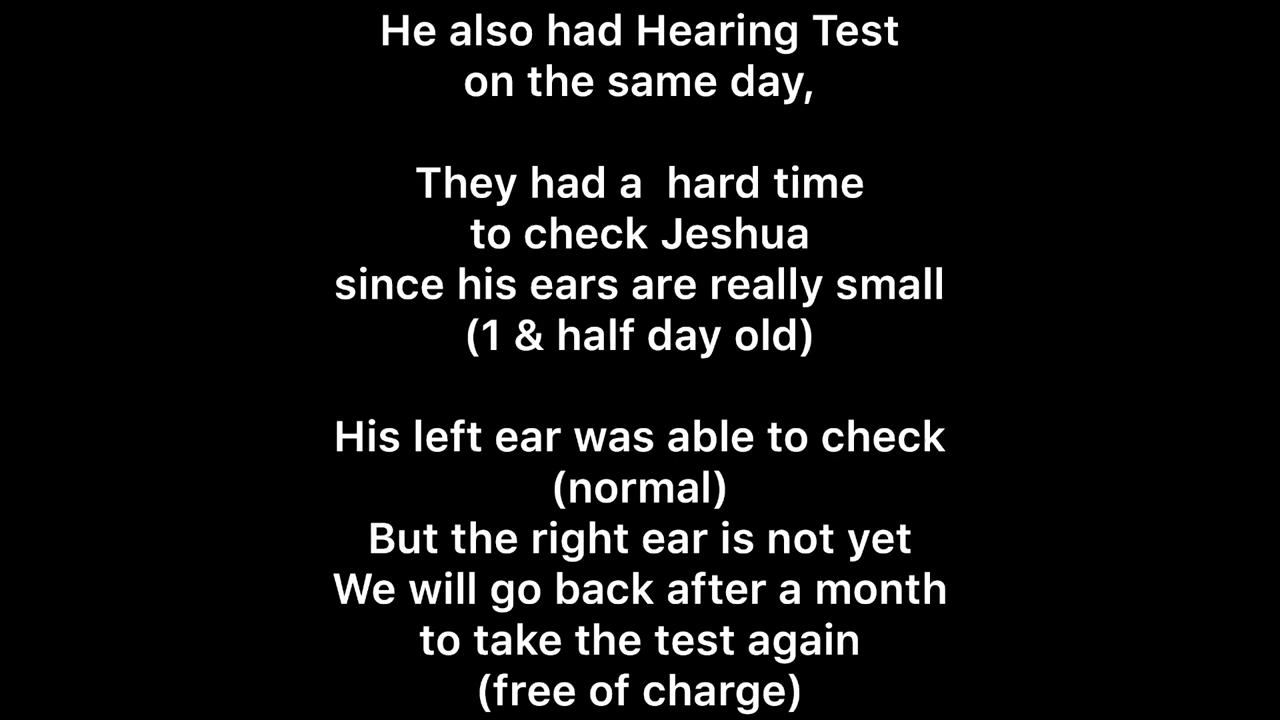 He also had Hearing Test
on the same day,
They had a  hard time
to check Jeshua
since his ears are really small
(1 & half day old)
His left ear was able to check
(normal)
But the right ear is not yet
We will go back after a month
to take the test again
(free of charge)